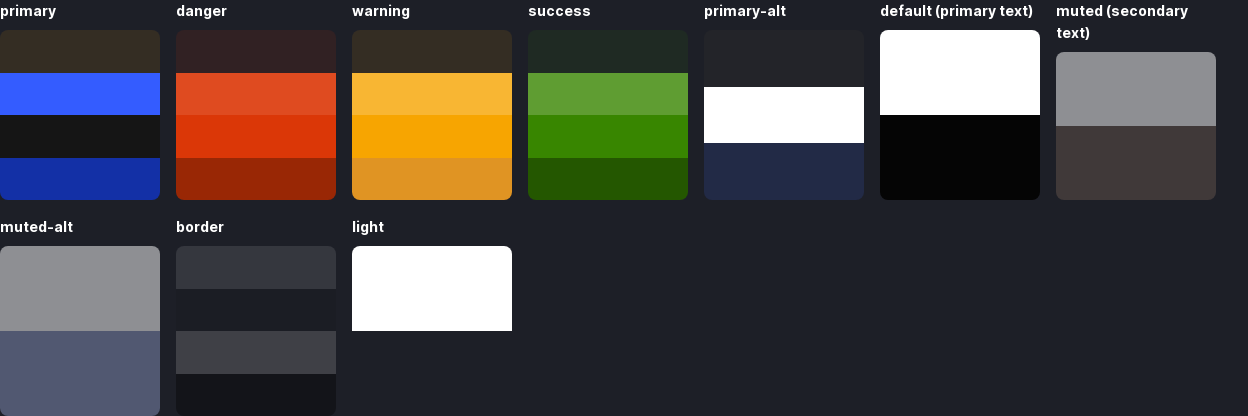 primary
danger
warning
success
primary-alt
default (primary text)
muted (secondary
text)
muted-alt
border
light